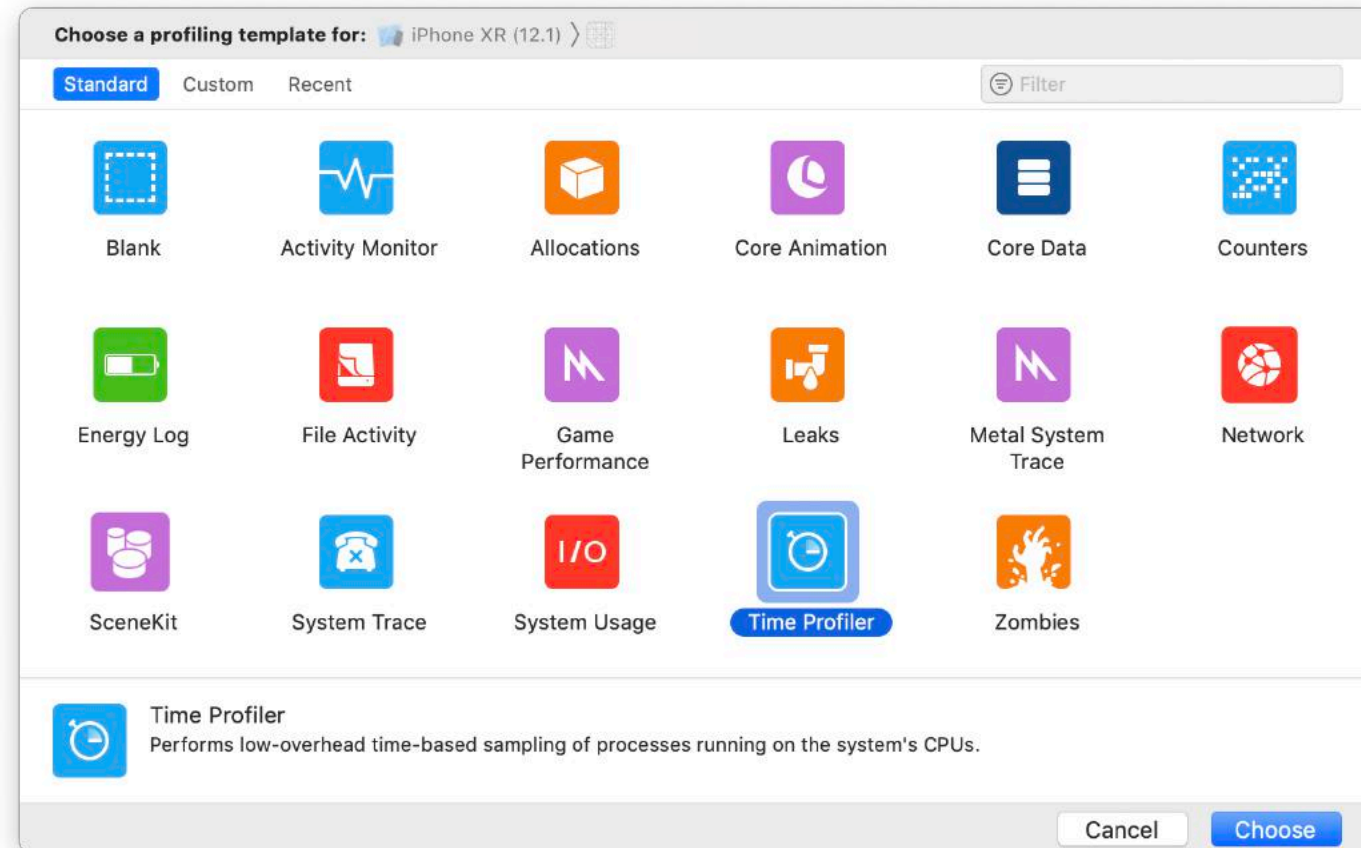 Choose a profiling template for: iPhone XR (12.1) 〉
Standard Custom Recent Filter
Blank Activity Monitor Allocations Core Animation Core Data Counters
Energy Log File Activity Game Performance Leaks Metal System Trace Network
I/O
SceneKit System Trace System Usage Time Profiler Zombies
Time Profiler
Performs low-overhead time-based sampling of processes running on the system's CPUs.
Cancel Choose